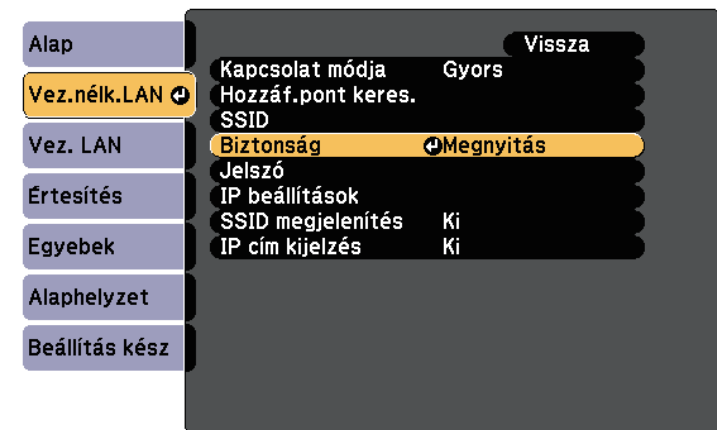 Alap
Vez.nélk.LAN
Vez. LAN
Értesítés
Egyebek
Alaphelyzet
Beállítás kész
Vissza
Kapcsolat módja Gyors
Hozzáf.pont keres.
SSID
Biztonság Megnyitás
Jelszó
IP beállítások
SSID megjelenítés Ki
IP cím kijelzés Ki